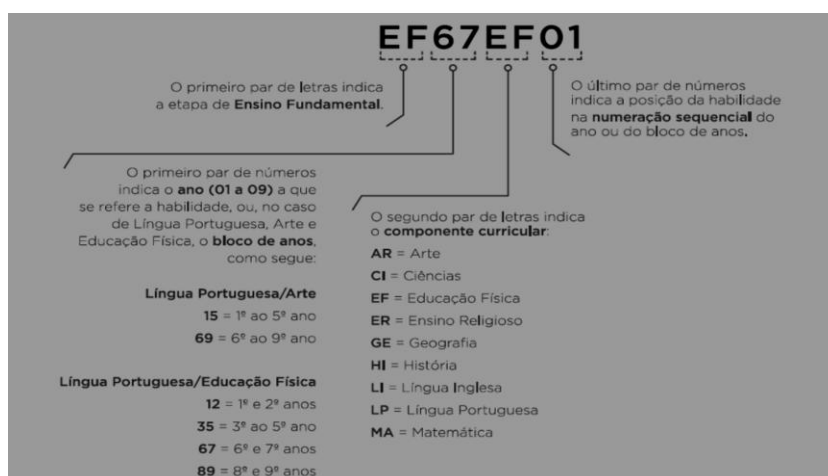 EF67EF01
O primeiro par de letras indica
a etapa de Ensino Fundamental.
O último par de números
indica a posição da habilidade
na numeração sequencial do
ano ou do bloco de anos.
O primeiro par de números
indica o ano (01 a 09) a que
se refere a habilidade, ou, no caso
de Língua Portuguesa, Arte e
Educação Física, o bloco de anos,
como segue:
Língua Portuguesa/Arte
15 = 1º ao 5º ano
69 = 6º ao 9º ano
Língua Portuguesa/Educação Física
12 = 1º e 2º anos
35 = 3º ao 5º ano
67 = 6º e 7º anos
89 = 8º e 9º anos
O segundo par de letras indica
o componente curricular:
AR = Arte
CI = Ciências
EF = Educação Física
ER = Ensino Religioso
GE = Geografia
HI = História
LI = Língua Inglesa
LP = Língua Portuguesa
MA = Matemática